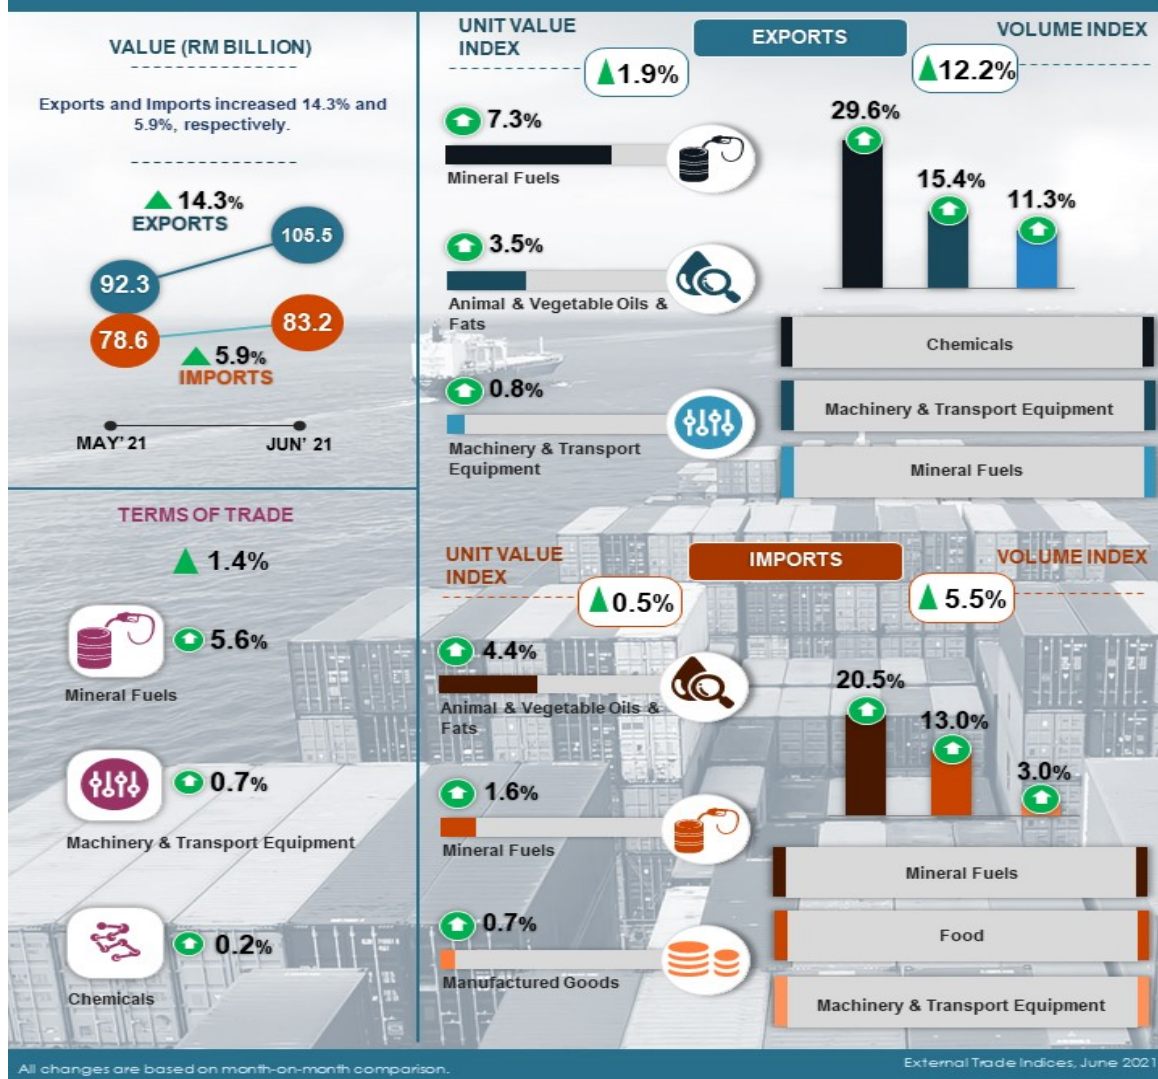 VALUE (RM BILLION)
Exports and Imports increased 14.3% and
5.9%, respectively.
14.3%
EXPORTS
105.5
92.3
83.2
78.6
5.9%
IMPORTS
MAY' 21
JUN' 21
TERMS OF TRADE
1.4%
5.6%
Mineral Fuels
0.7%
Machinery & Transport Equipment
0.2%
Chemicals
UNIT VALUE
INDEX
EXPORTS
VOLUME INDEX
1.9%
12.2%
7.3%
Mineral Fuels
3.5%
Animal & Vegetable Oils &
Fats
0.8%
Machinery & Transport
Equipment
29.6%
15.4%
11.3%
Chemicals
Machinery & Transport Equipment
Mineral Fuels
UNIT VALUE
INDEX
IMPORTS
VOLUME INDEX
0.5%
5.5%
4.4%
Animal & Vegetable Oils &
Fats
1.6%
Mineral Fuels
0.7%
Manufactured Goods
20.5%
13.0%
3.0%
Mineral Fuels
Food
Machinery & Transport Equipment
All changes are based on month-on-month comparison.
External Trade Indices, June 2021